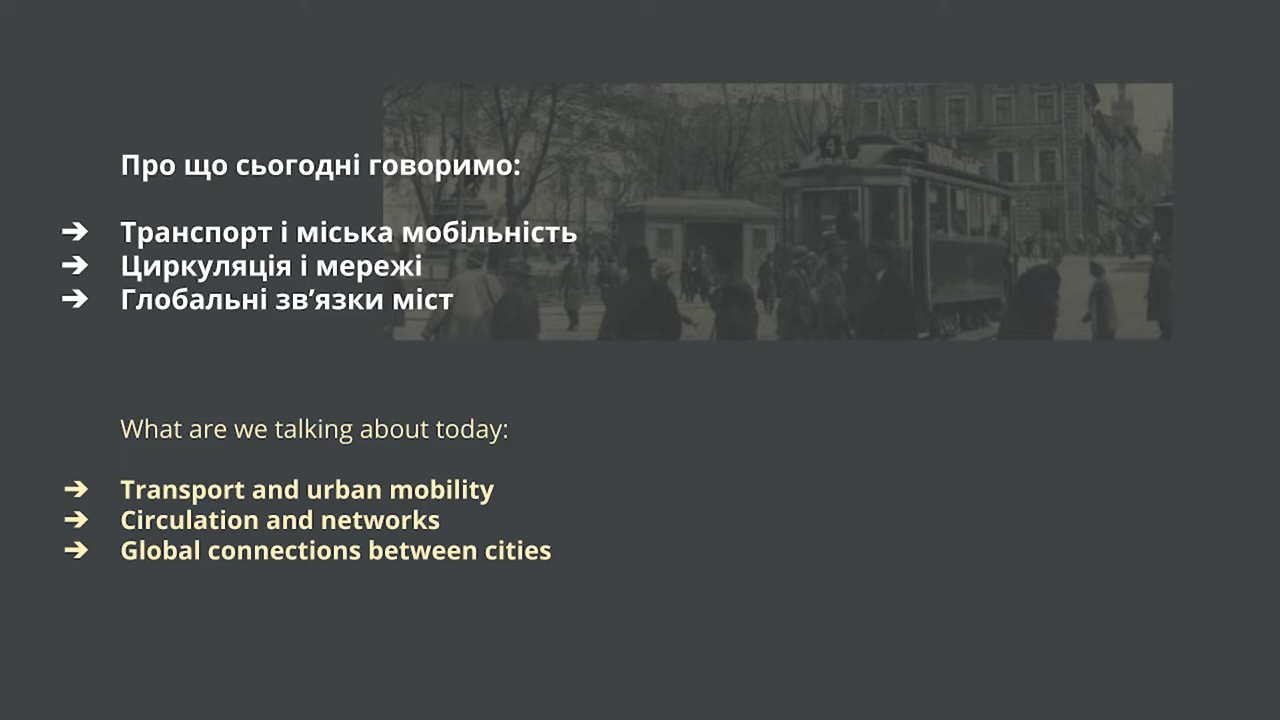 Про що сьогодні говоримо:
➔ Транспорт і міська мобільність
➔ Циркуляція і мережі
➔ Глобальні зв’язки міст
4
What are we talking about today:
➔ Transport and urban mobility
➔ Circulation and networks
➔ Global connections between cities